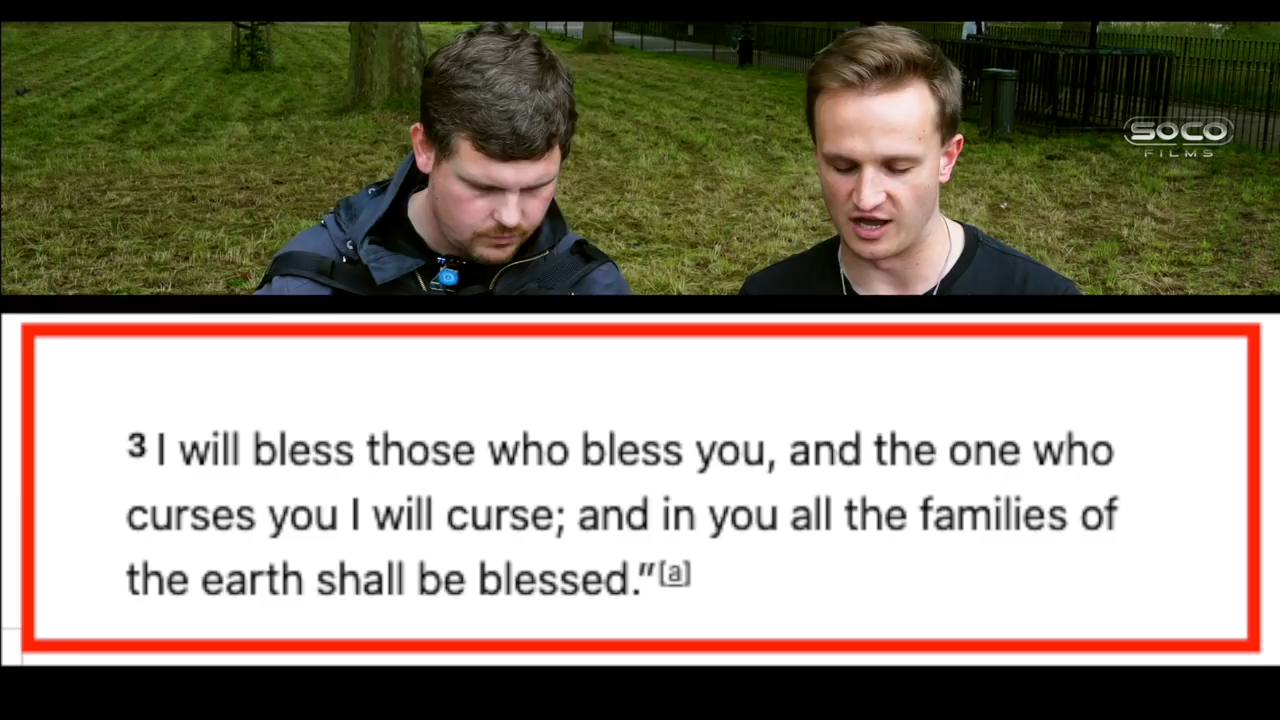 SOCO
FILMS
3 I will bless those who bless you, and the one who
curses you I will curse; and in you all the families of
the earth shall be blessed."[a]